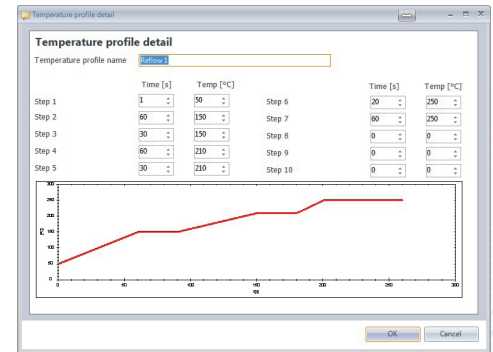 Temperature profile detail
Temperature profile detail
Temperature profile name Reflow 1
Time [s] Temp [ºC] Time [s] Temp [ºC]
Step 1 1 50 Step 6 20 250
Step 2 60 150 Step 7 60 250
Step 3 30 150 Step 8 0 0
Step 4 60 210 Step 9 0 0
Step 5 30 210 Step 10 0 0
300
250
200
150
100
50
0
0 50 100 150 200 250 300
OK Cancel